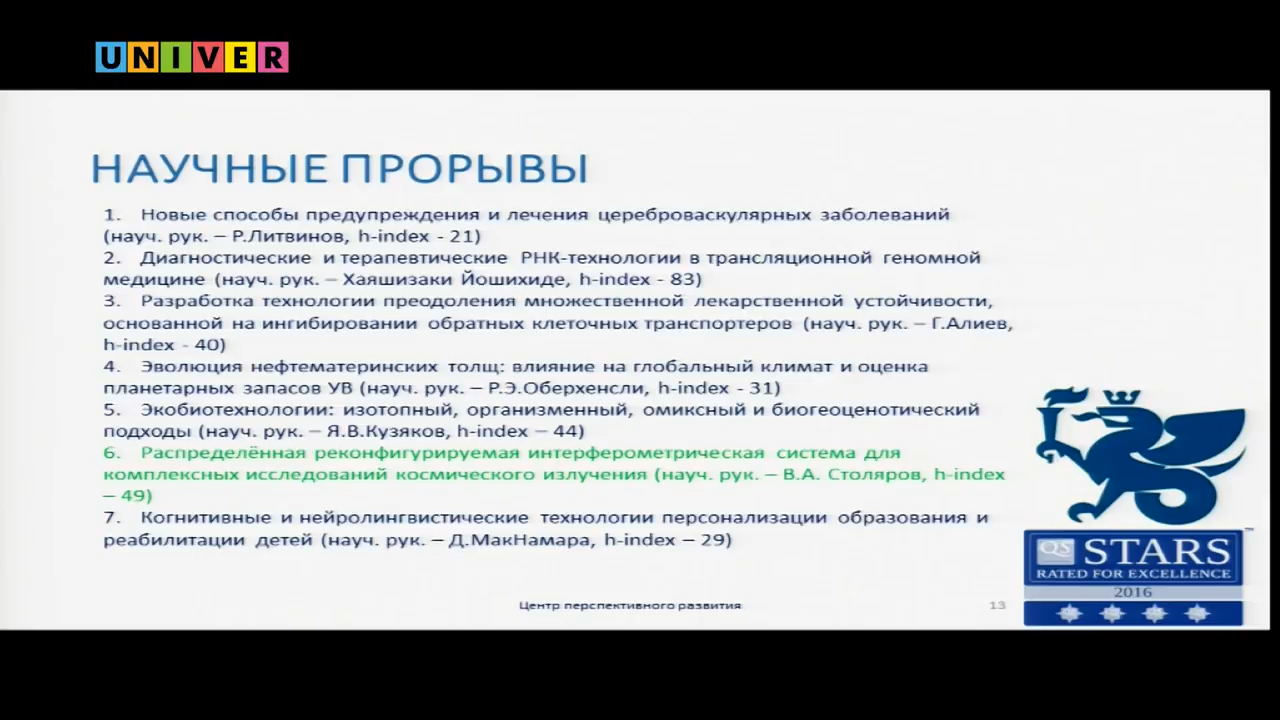 UNIVER
НАУЧНЫЕ ПРОРЫВЫ
1. Новые способы предупреждения и лечения цереброваскулярных заболеваний
(науч. рук. – Р.Литвинов, h-index - 21)
2. Диагностические и терапевтические РНК-технологии в трансляционной геномной
медицине (науч. рук. – Хаяшизаки Йошихиде, h-index - 83)
3. Разработка технологии преодоления множественной лекарственной устойчивости,
основанной на ингибировании обратных клеточных транспортеров (науч. рук. – Г.Алиев,
h-index - 40)
4. Эволюция нефтематеринских толщ: влияние на глобальный климат и оценка
планетарных запасов УВ (науч. рук. – Р.Э.Оберхенсли, h-index - 31)
5. Экобиотехнологии: изотопный, организменный, омиксный и биогеоценотический
подходы (науч. рук. – Я.В.Кузяков, h-index – 44)
6. Распределённая реконфигурируемая интерферометрическая система для
комплексных исследований космического излучения (науч. рук. – В.А. Столяров, h-index
– 49)
7. Когнитивные и нейролингвистические технологии персонализации образования и
реабилитации детей (науч. рук. – Д.МакНамара, h-index – 29)
QS STARS™
RATED FOR EXCELLENCE
2016
Центр перспективного развития 13